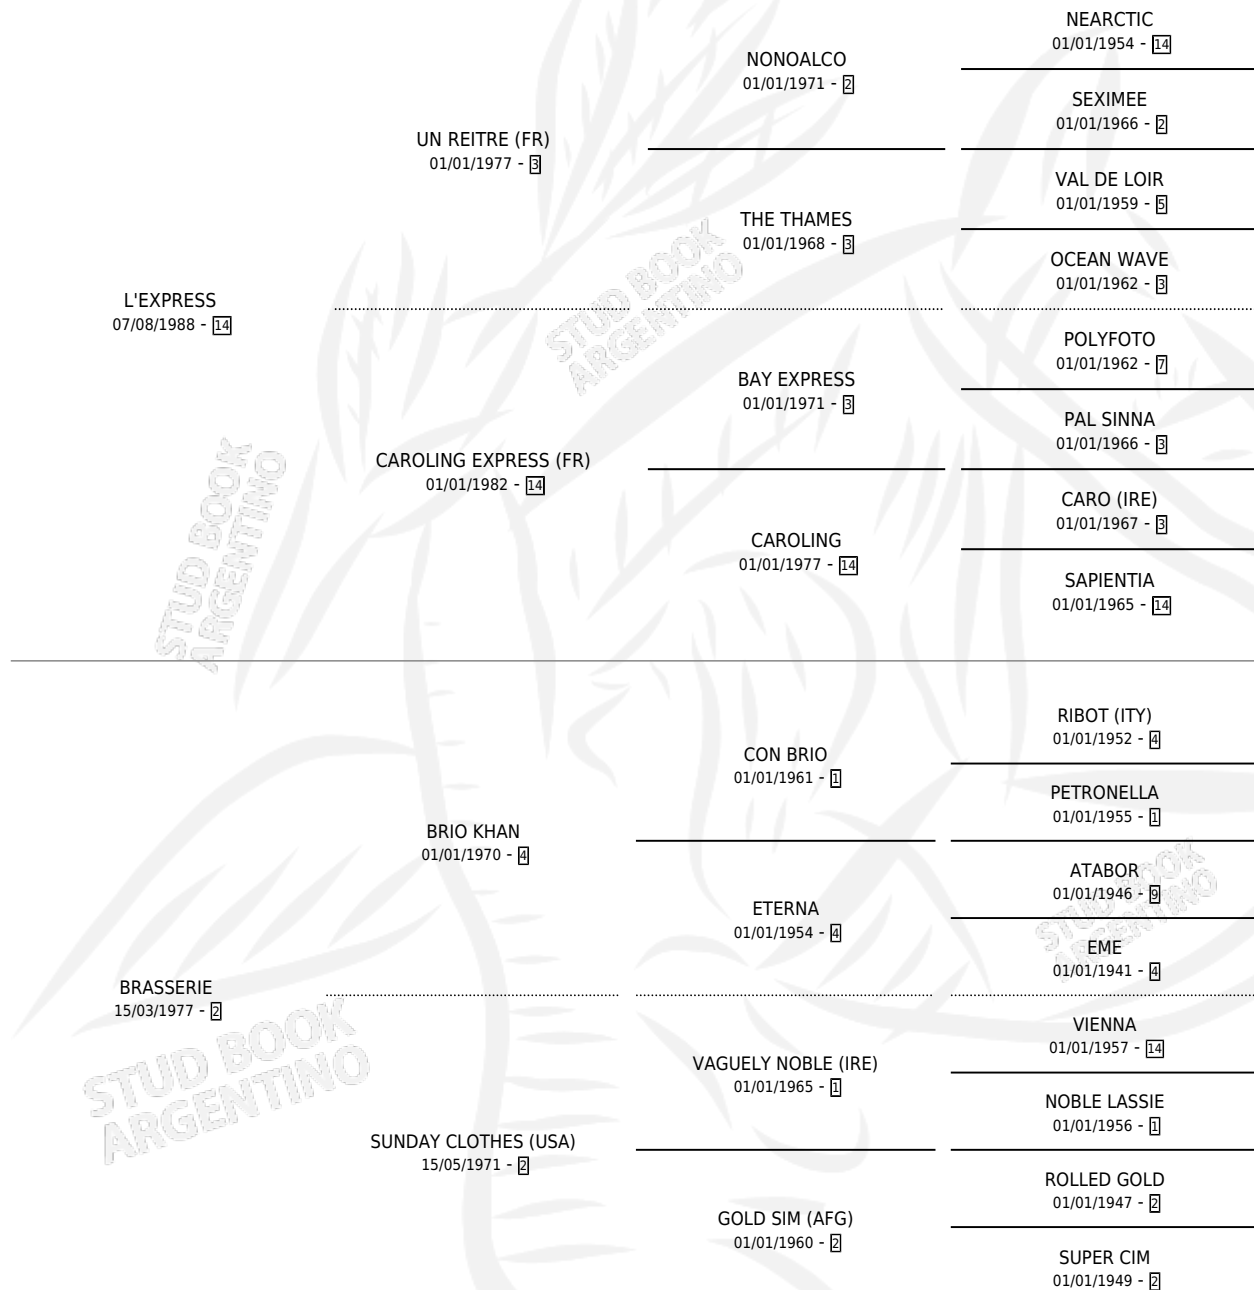 NEARCTIC
01/01/1954 - 14
NONOALCO
01/01/1971 - 2
SEXIMEE
01/01/1966 - 2
UN REITRE (FR)
01/01/1977 - 3
VAL DE LOIR
01/01/1959 - 5
THE THAMES
01/01/1968 - 3
OCEAN WAVE
01/01/1962 - 3
L'EXPRESS
07/08/1988 - 14
STUD BOOK
ARGENTINO
POLYFOTO
01/01/1962 - 7
BAY EXPRESS
01/01/1971 - 3
PAL SINNA
01/01/1966 - 3
CAROLING EXPRESS (FR)
01/01/1982 - 14
CARO (IRE)
01/01/1967 - 3
CAROLING
01/01/1977 - 14
SAPIENTIA
01/01/1965 - 14
STUD BOOK
ARGENTINO
RIBOT (ITY)
01/01/1952 - 4
CON BRIO
01/01/1961 - 1
PETRONELLA
01/01/1955 - 1
BRIO KHAN
01/01/1970 - 4
ATABOR
01/01/1946 - 9
ETERNA
01/01/1954 - 4
EME
01/01/1941 - 4
STUD BOOK
ARGENTINO
BRASSERIE
15/03/1977 - 2
VIENNA
01/01/1957 - 14
VAGUELY NOBLE (IRE)
01/01/1965 - 1
NOBLE LASSIE
01/01/1956 - 1
STUD BOOK
ARGENTINO
SUNDAY CLOTHES (USA)
15/05/1971 - 2
ROLLED GOLD
01/01/1947 - 2
GOLD SIM (AFG)
01/01/1960 - 2
SUPER CIM
01/01/1949 - 2